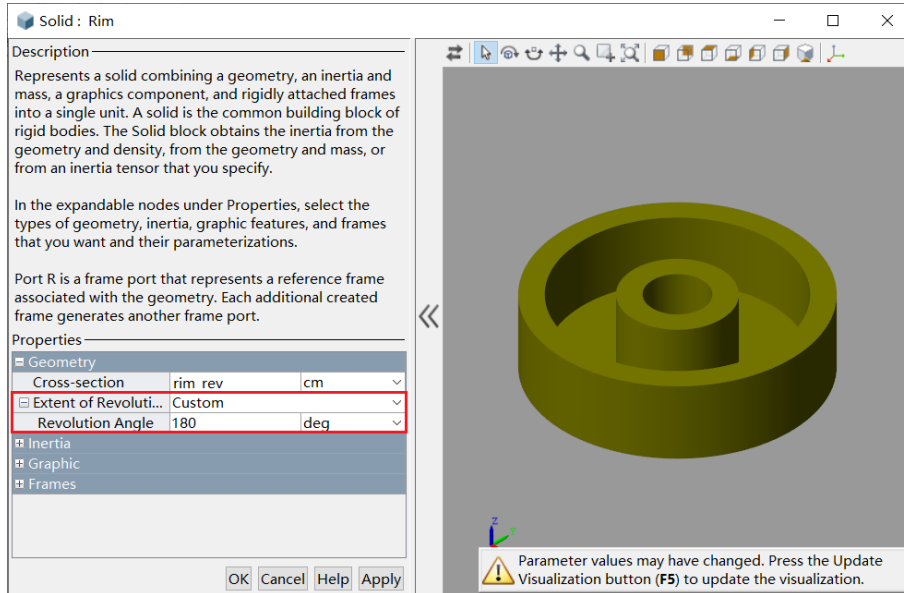 Solid : Rim
Description
Represents a solid combining a geometry, an inertia and
mass, a graphics component, and rigidly attached frames
into a single unit. A solid is the common building block of
rigid bodies. The Solid block obtains the inertia from the
geometry and density, from the geometry and mass, or
from an inertia tensor that you specify.
In the expandable nodes under Properties, select the
types of geometry, inertia, graphic features, and frames
that you want and their parameterizations.
Port R is a frame port that represents a reference frame
associated with the geometry. Each additional created
frame generates another frame port.
Properties
Geometry
Cross-section rim_rev cm
Extent of Revoluti... Custom
Revolution Angle 180 deg
Inertia
Graphic
Frames
OK Cancel Help Apply
z
y
Parameter values may have changed. Press the Update
Visualization button (F5) to update the visualization.